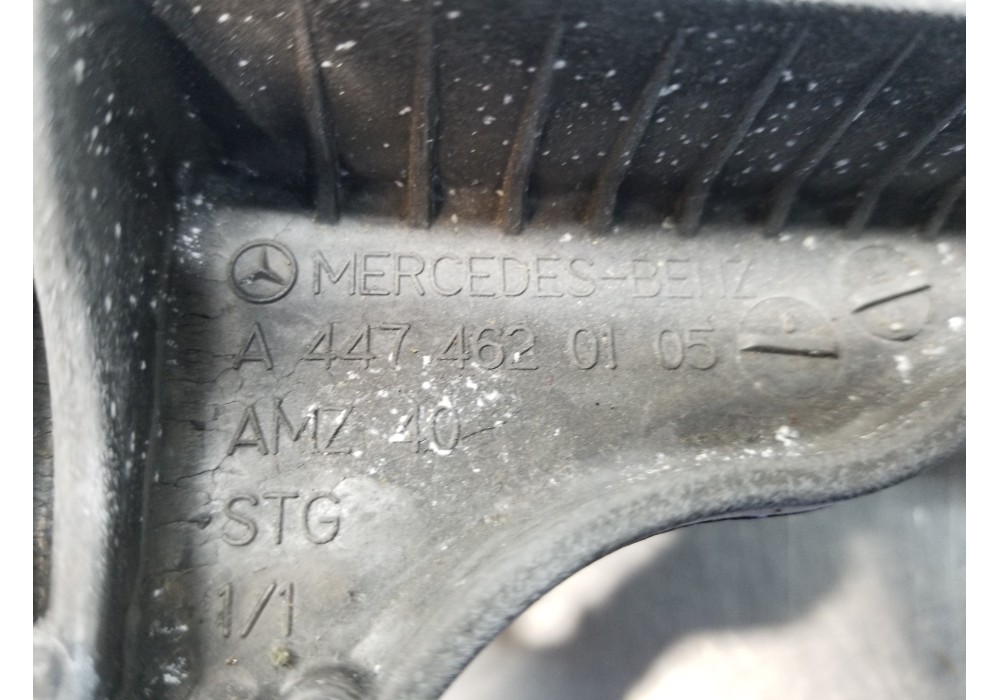 MERCEDES-BENZ
A 447 462 01 05
AMZ 40
STG
1/1